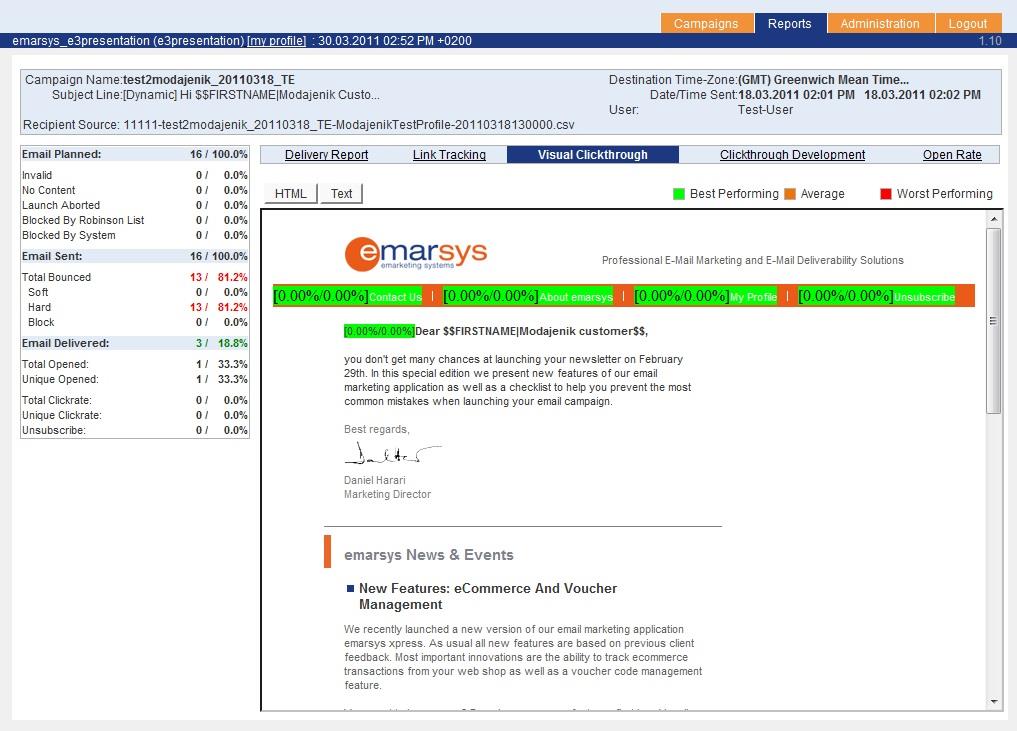 Campaigns Reports Administration Logout
emarsys_e3presentation (e3presentation) [my profile] : 30.03.2011 02:52 PM +0200 1.10
Campaign Name:test2modajenik_20110318_TE Destination Time-Zone:(GMT) Greenwich Mean Time...
Subject Line:[Dynamic] Hi $$FIRSTNAME|Modajenik Custo... Date/Time Sent:18.03.2011 02:01 PM 18.03.2011 02:02 PM
User: Test-User
Recipient Source: 11111-test2modajenik_20110318_TE-ModajenikTestProfile-20110318130000.csv
Email Planned: 16 / 100.0%
Invalid 0 / 0.0%
No Content 0 / 0.0%
Launch Aborted 0 / 0.0%
Blocked By Robinson List 0 / 0.0%
Blocked By System 0 / 0.0%
Email Sent: 16 / 100.0%
Total Bounced 13 / 81.2%
Soft 0 / 0.0%
Hard 13 / 81.2%
Block 0 / 0.0%
Email Delivered: 3 / 18.8%
Total Opened: 1 / 33.3%
Unique Opened: 1 / 33.3%
Total Clickrate: 0 / 0.0%
Unique Clickrate: 0 / 0.0%
Unsubscribe: 0 / 0.0%
Delivery Report Link Tracking Visual Clickthrough Clickthrough Development Open Rate
HTML Text Best Performing Average Worst Performing
emarsys
emarketing systems
Professional E-Mail Marketing and E-Mail Deliverability Solutions
[0.00%/0.00%]Contact Us | [0.00%/0.00%]About emarsys | [0.00%/0.00%]My Profile | [0.00%/0.00%]Unsubscribe
[0.00%/0.00%]Dear $$FIRSTNAME|Modajenik customer$$,
you don't get many chances at launching your newsletter on February
29th. In this special edition we present new features of our email
marketing application as well as a checklist to help you prevent the most
common mistakes when launching your email campaign.
Best regards,
Daniel Harari
Marketing Director
emarsys News & Events
New Features: eCommerce And Voucher
Management
We recently launched a new version of our email marketing application
emarsys xpress. As usual all new features are based on previous client
feedback. Most important innovations are the ability to track ecommerce
transactions from your web shop as well as a voucher code management
feature.